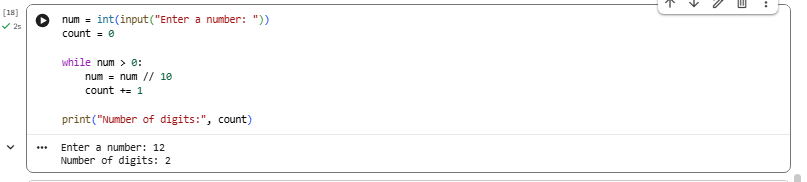 [18]
2s
num = int(input("Enter a number: "))
count = 0
while num > 0:
    num = num // 10
    count += 1
print("Number of digits:", count)
Enter a number: 12
Number of digits: 2